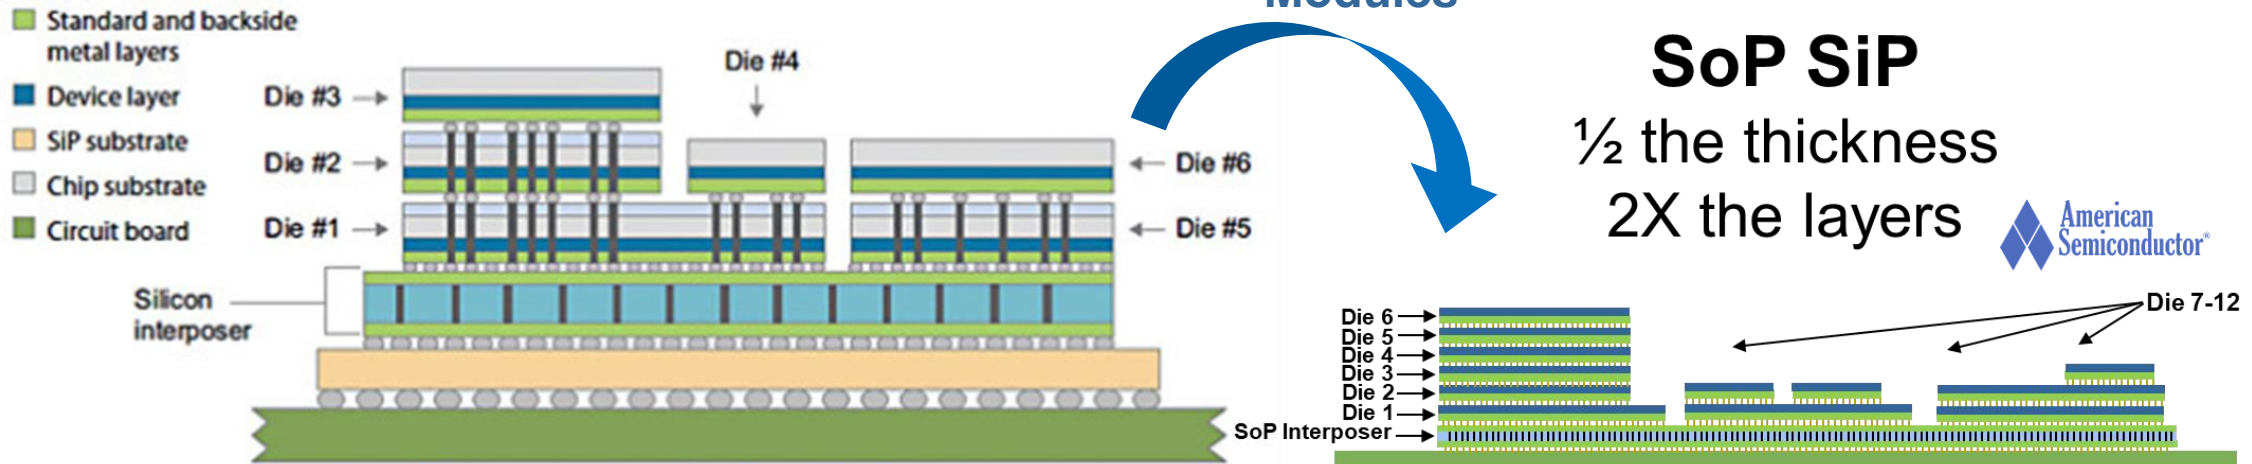 Standard and backside
metal layers
Device layer
SiP substrate
Chip substrate
Circuit board
Die #3
Die #2
Die #1
Die #4
Die #6
Die #5
Silicon
interposer
Modules
SoP SiP
½ the thickness
2X the layers
American
Semiconductor®
Die 7-12
Die 6
Die 5
Die 4
Die 3
Die 2
Die 1
SoP Interposer